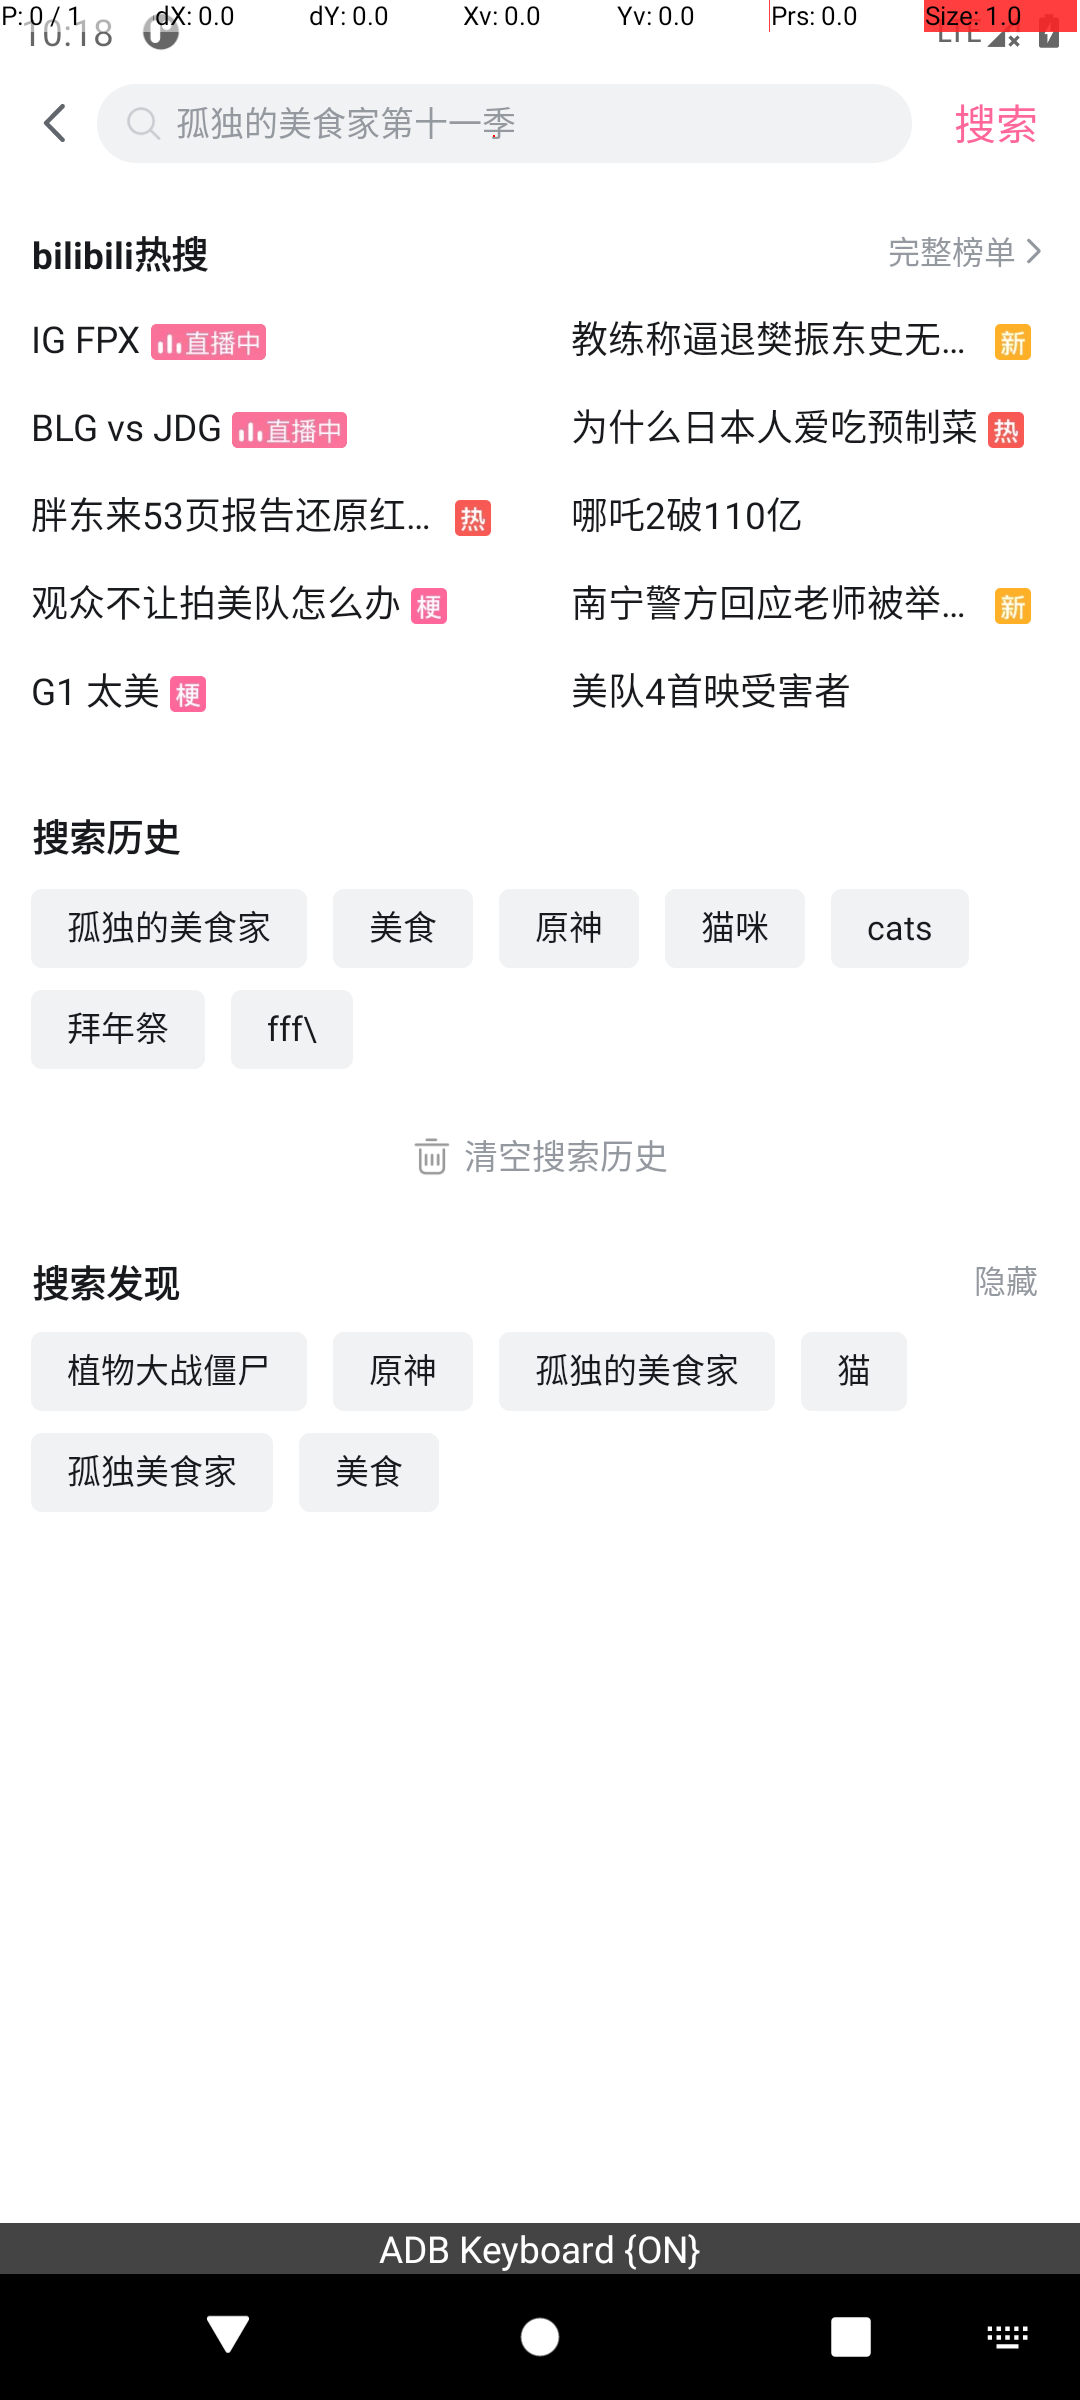 P: 0 / 1 dX: 0.0 dY: 0.0 Xv: 0.0 Yv: 0.0 Prs: 0.0 Size: 1.0
10:18 LTE
孤独的美食家第十一季 搜索
bilibili热搜 完整榜单
IG FPX 直播中 教练称逼退樊振东史无... 新
BLG vs JDG 直播中 为什么日本人爱吃预制菜 热
胖东来53页报告还原红... 热 哪吒2破110亿
观众不让拍美队怎么办 梗 南宁警方回应老师被举... 新
G1 太美 梗 美队4首映受害者
搜索历史
孤独的美食家 美食 原神 猫咪 cats
拜年祭 fff\
清空搜索历史
搜索发现 隐藏
植物大战僵尸 原神 孤独的美食家 猫
孤独美食家 美食
ADB Keyboard {ON}